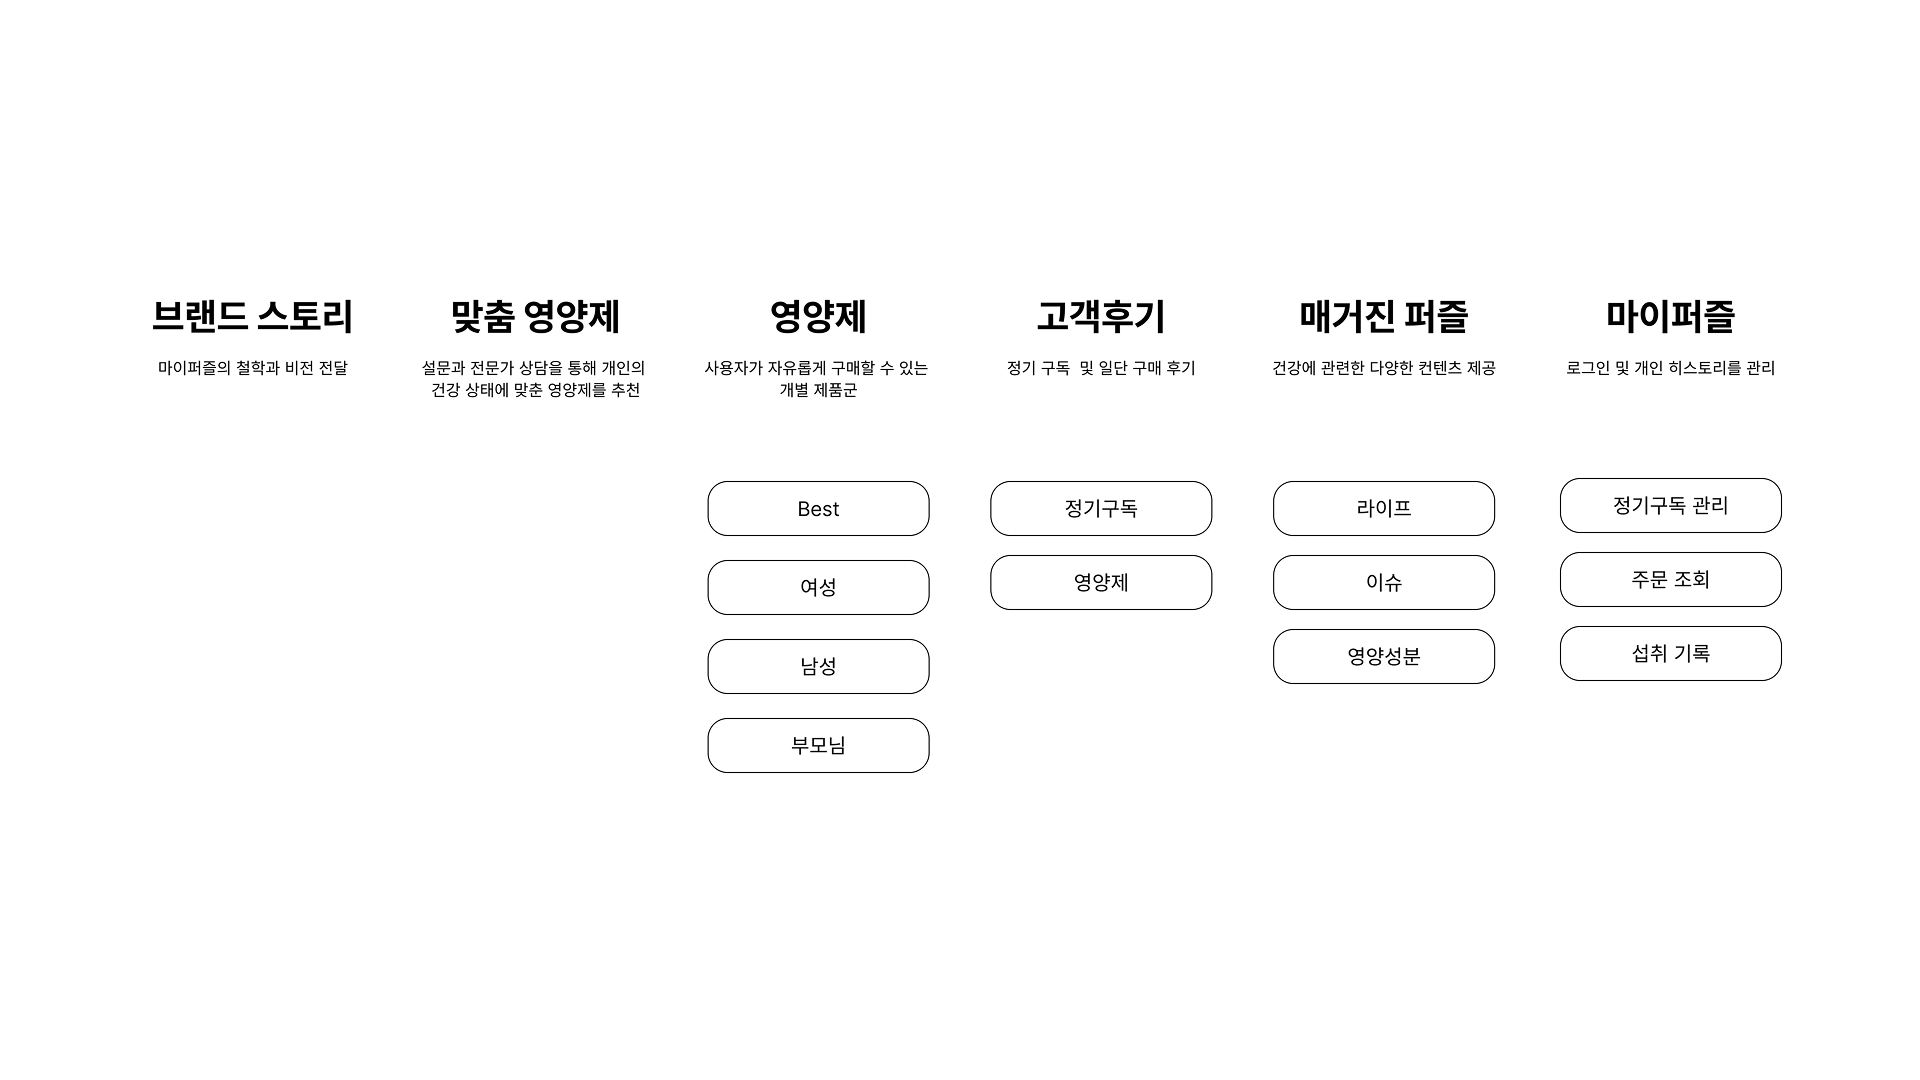 브랜드 스토리
마이퍼즐의 철학과 비전 전달
맞춤 영양제
설문과 전문가 상담을 통해 개인의
건강 상태에 맞춘 영양제를 추천
영양제
사용자가 자유롭게 구매할 수 있는
개별 제품군
Best
여성
남성
부모님
고객후기
정기 구독  및 일단 구매 후기
정기구독
영양제
매거진 퍼즐
건강에 관련한 다양한 컨텐츠 제공
라이프
이슈
영양성분
마이퍼즐
로그인 및 개인 히스토리를 관리
정기구독 관리
주문 조회
섭취 기록